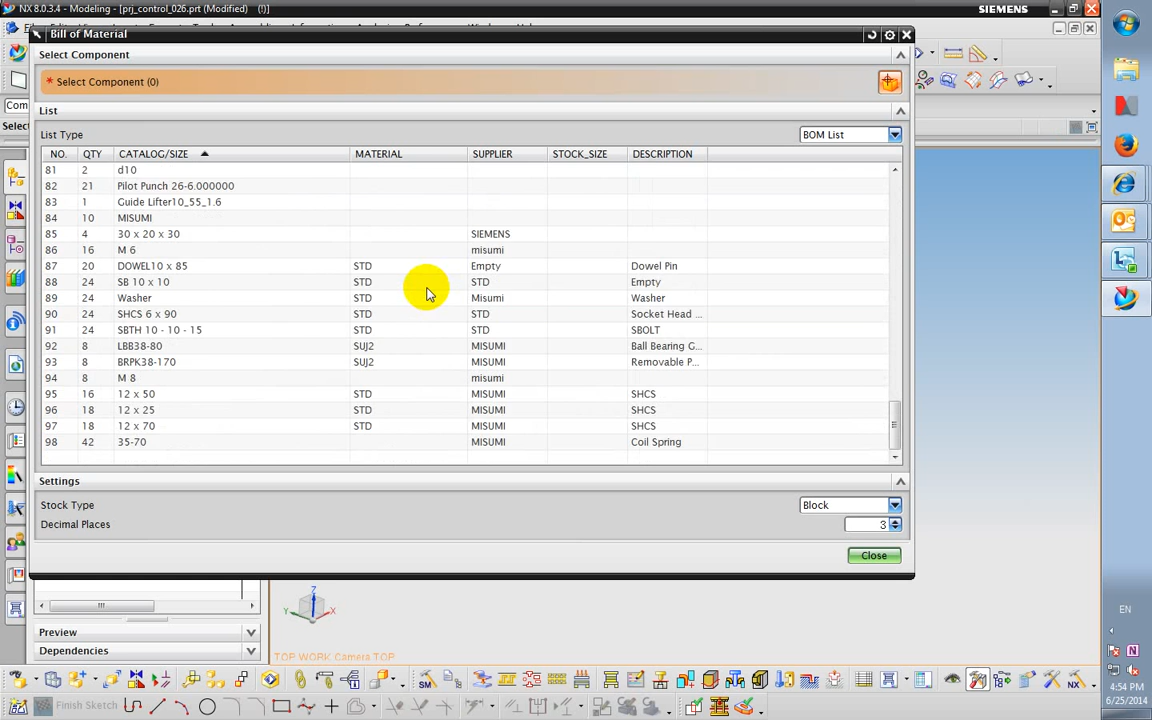 NX 8.0.3.4 - Modeling - [prj_control_026.prt (Modified) (!)]
SIEMENS
Bill of Material
Select Component
* Select Component (0)
List
List Type
BOM List
NO. QTY CATALOG/SIZE MATERIAL SUPPLIER STOCK_SIZE DESCRIPTION
81 2 d10
82 21 Pilot Punch 26-6.000000
83 1 Guide Lifter10_55_1.6
84 10 MISUMI
85 4 30 x 20 x 30 SIEMENS
86 16 M 6 misumi
87 20 DOWEL10 x 85 STD Empty Dowel Pin
88 24 SB 10 x 10 STD STD Empty
89 24 Washer STD Misumi Washer
90 24 SHCS 6 x 90 STD STD Socket Head ...
91 24 SBTH 10 - 10 - 15 STD STD SBOLT
92 8 LBB38-80 SUJ2 MISUMI Ball Bearing G...
93 8 BRPK38-170 SUJ2 MISUMI Removable P...
94 8 M 8 misumi
95 16 12 x 50 STD MISUMI SHCS
96 18 12 x 25 STD MISUMI SHCS
97 18 12 x 70 STD MISUMI SHCS
98 42 35-70 MISUMI Coil Spring
Settings
Stock Type
Block
Decimal Places
3
Close
Com
Selec
Z
Y
X
Preview
Dependencies
TOP WORK Camera TOP
Finish Sketch
EN
4:54 PM
6/25/2014